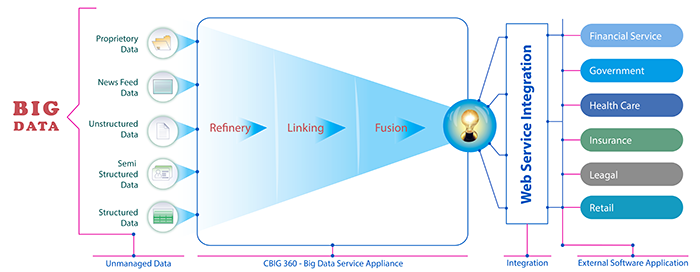 BIG
DATA
Proprietory
Data
News Feed
Data
Unstructured
Data
Semi
Structured
Data
Structured
Data
Refinery
Linking
Fusion
Web Service Integration
Financial Service
Government
Health Care
Insurance
Leagal
Retail
Unmanaged Data
CBIG 360 - Big Data Service Appliance
Integration
External Software Application